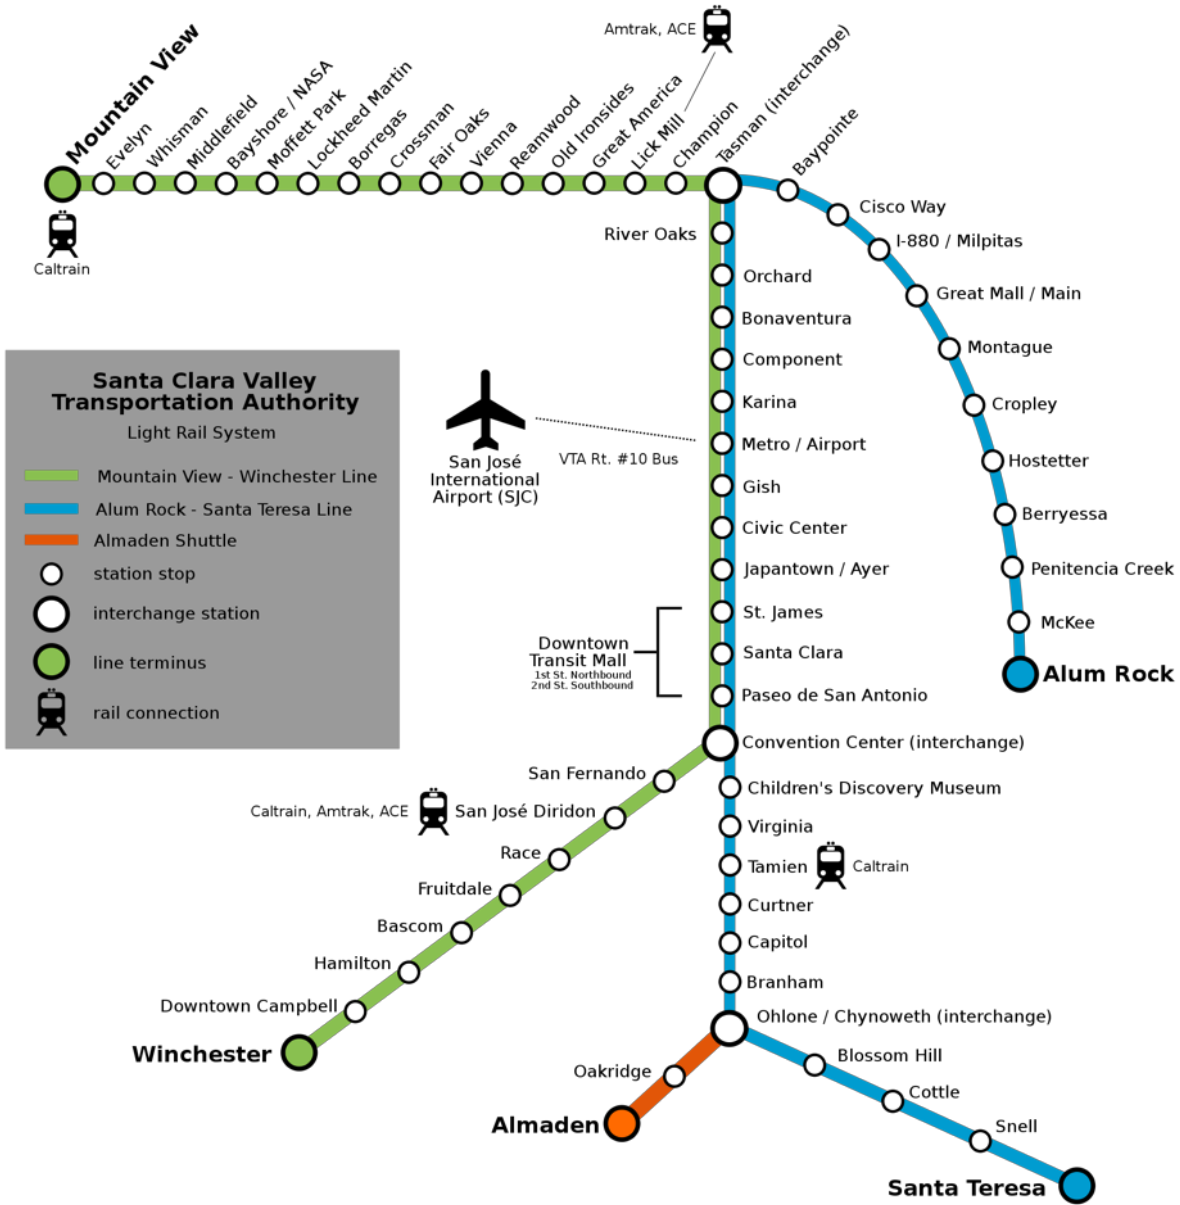 Amtrak, ACE
Mountain View
Evelyn
Whisman
Middlefield
Bayshore / NASA
Moffett Park
Lockheed Martin
Borregas
Crossman
Fair Oaks
Vienna
Reamwood
Old Ironsides
Great America
Lick Mill
Champion
Tasman (interchange)
Baypointe
Cisco Way
I-880 / Milpitas
Great Mall / Main
Montague
Cropley
Hostetter
Berryessa
Penitencia Creek
McKee
Alum Rock
Caltrain
River Oaks
Orchard
Bonaventura
Component
Karina
Metro / Airport
Gish
Civic Center
Japantown / Ayer
St. James
Santa Clara
Paseo de San Antonio
Convention Center (interchange)
San José
International
Airport (SJC)
VTA Rt. #10 Bus
Downtown
Transit Mall
1st St. Northbound
2nd St. Southbound
Santa Clara Valley
Transportation Authority
Light Rail System
Mountain View - Winchester Line
Alum Rock - Santa Teresa Line
Almaden Shuttle
station stop
interchange station
line terminus
rail connection
San Fernando
Caltrain, Amtrak, ACE
San José Diridon
Race
Fruitdale
Bascom
Hamilton
Downtown Campbell
Winchester
Children's Discovery Museum
Virginia
Tamien
Caltrain
Curtner
Capitol
Branham
Ohlone / Chynoweth (interchange)
Oakridge
Almaden
Blossom Hill
Cottle
Snell
Santa Teresa